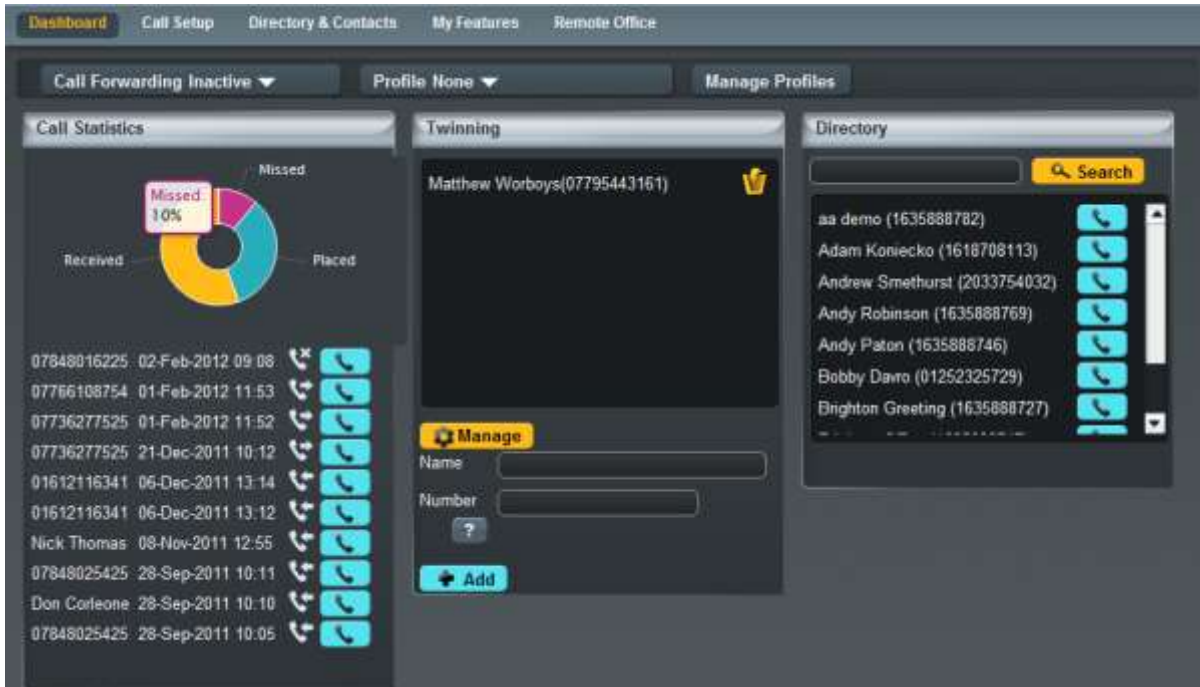 Dashboard Call Setup Directory & Contacts My Features Remote Office
Call Forwarding Inactive Profile None Manage Profiles
Call Statistics
Missed
Missed
10%
Received
Placed
07848016225 02-Feb-2012 09:08
07766108754 01-Feb-2012 11:53
07736277525 01-Feb-2012 11:52
07736277525 21-Dec-2011 10:12
01612116341 06-Dec-2011 13:14
01612116341 06-Dec-2011 13:12
Nick Thomas 08-Nov-2011 12:55
07848025425 28-Sep-2011 10:11
Don Corleone 28-Sep-2011 10:10
07848025425 28-Sep-2011 10:05
Twinning
Matthew Worboys(07795443161)
Manage
Name
Number
?
Add
Directory
Search
aa demo (1635888782)
Adam Koniecko (1618708113)
Andrew Smethurst (2033754032)
Andy Robinson (1635888769)
Andy Paton (1635888746)
Bobby Davro (01252325729)
Brighton Greeting (1635888727)